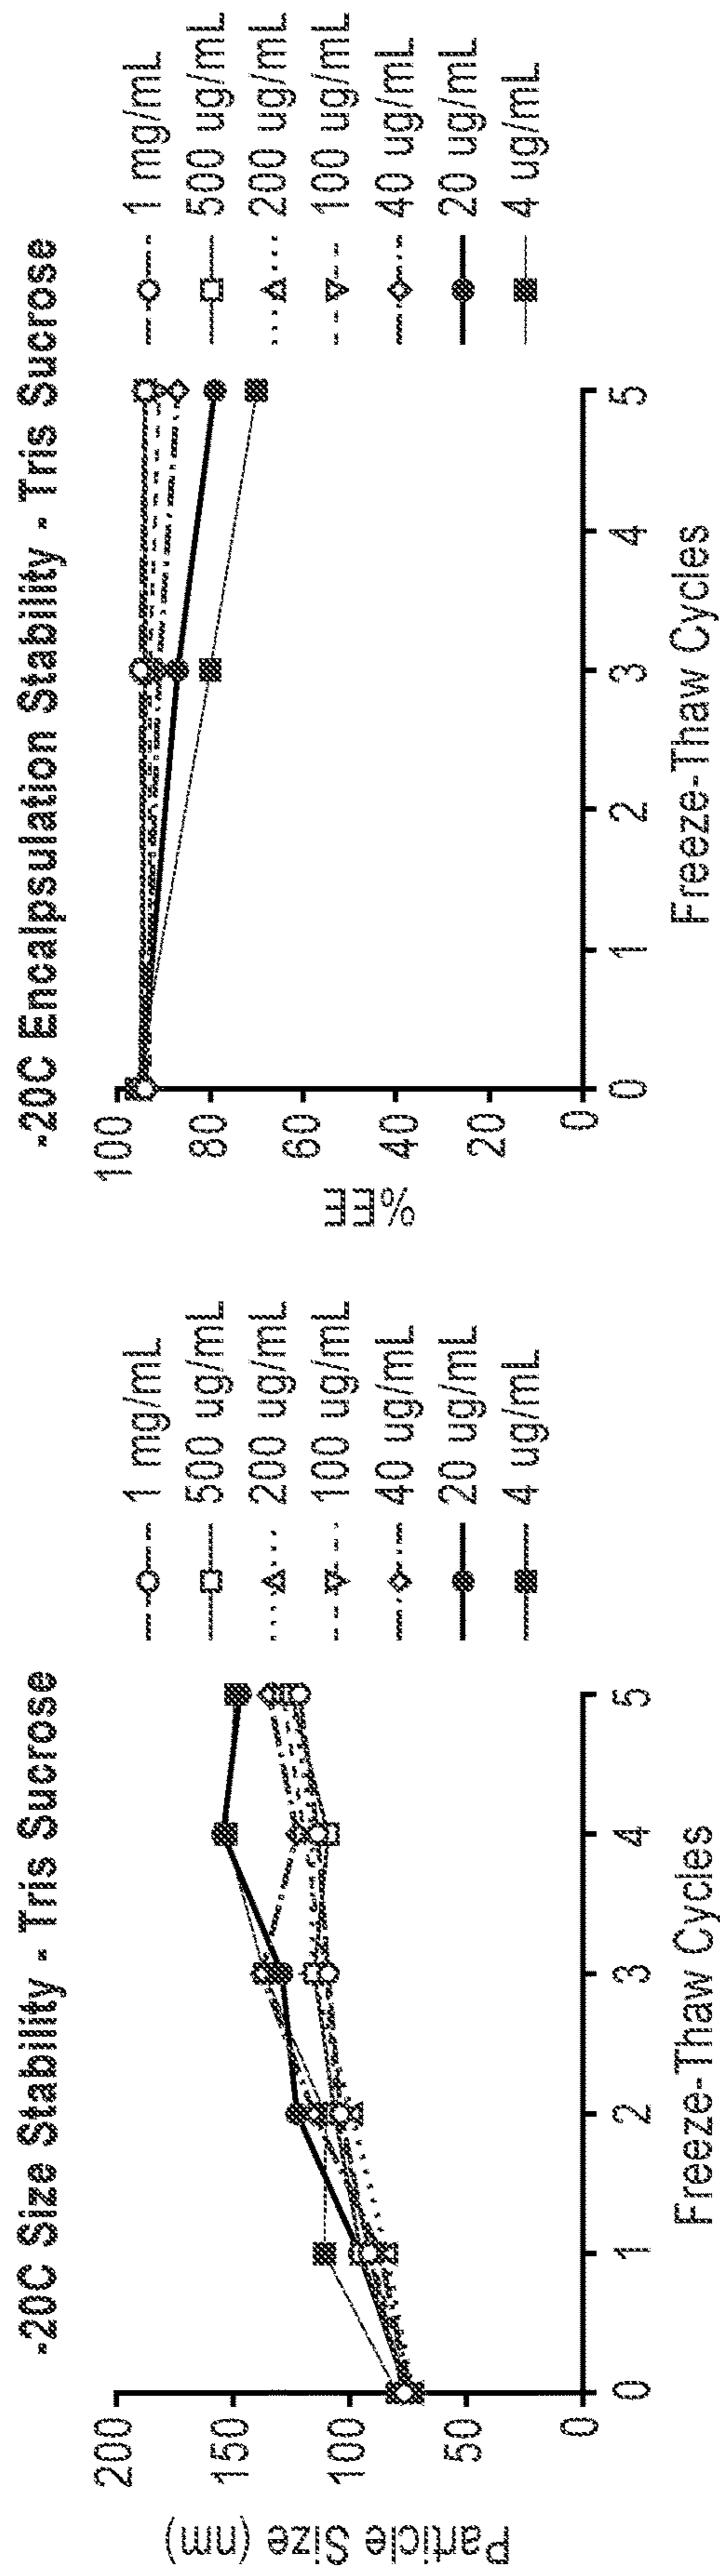 -20C Size Stability - Tris Sucrose
Particle Size (nm)
200
150
100
50
0
0
1
2
3
4
5
Freeze-Thaw Cycles
1 mg/mL
500 ug/mL
200 ug/mL
100 ug/mL
40 ug/mL
20 ug/mL
4 ug/mL
-20C Encalpsulation Stability - Tris Sucrose
%EE
100
80
60
40
20
0
0
1
2
3
4
5
Freeze-Thaw Cycles
1 mg/mL
500 ug/mL
200 ug/mL
100 ug/mL
40 ug/mL
20 ug/mL
4 ug/mL